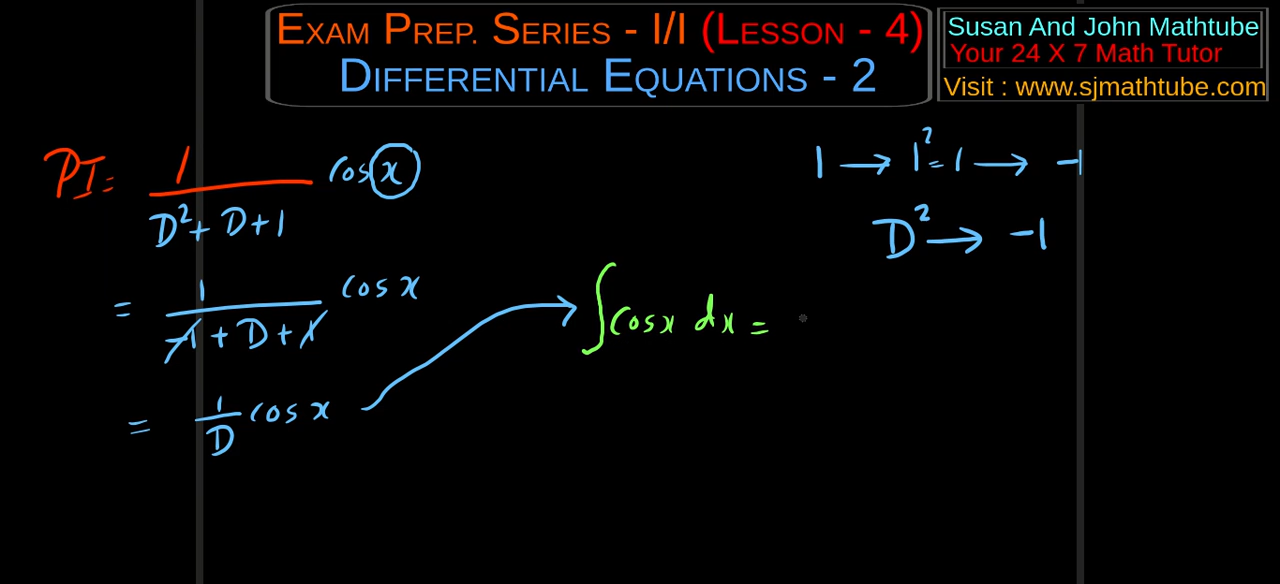 EXAM PREP. SERIES - I/I (LESSON - 4)
DIFFERENTIAL EQUATIONS - 2
Susan And John Mathtube
Your 24 X 7 Math Tutor
Visit : www.sjmathtube.com
PI = 1/(D² + D + 1) cos x
1 → 1² = 1 → -1
D² → -1
= 1/(-1 + D + 1) cos x
∫ cos x dx =
= 1/D cos x